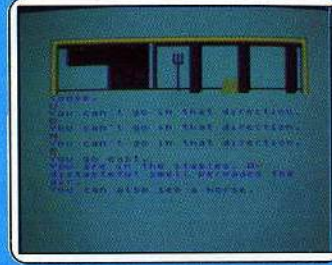 You can't go in that direction.
You can't go in that direction.
You can't go in that direction.
You go east.
You are in the stables. A
distasteful smell pervades the
You can also see a horse.